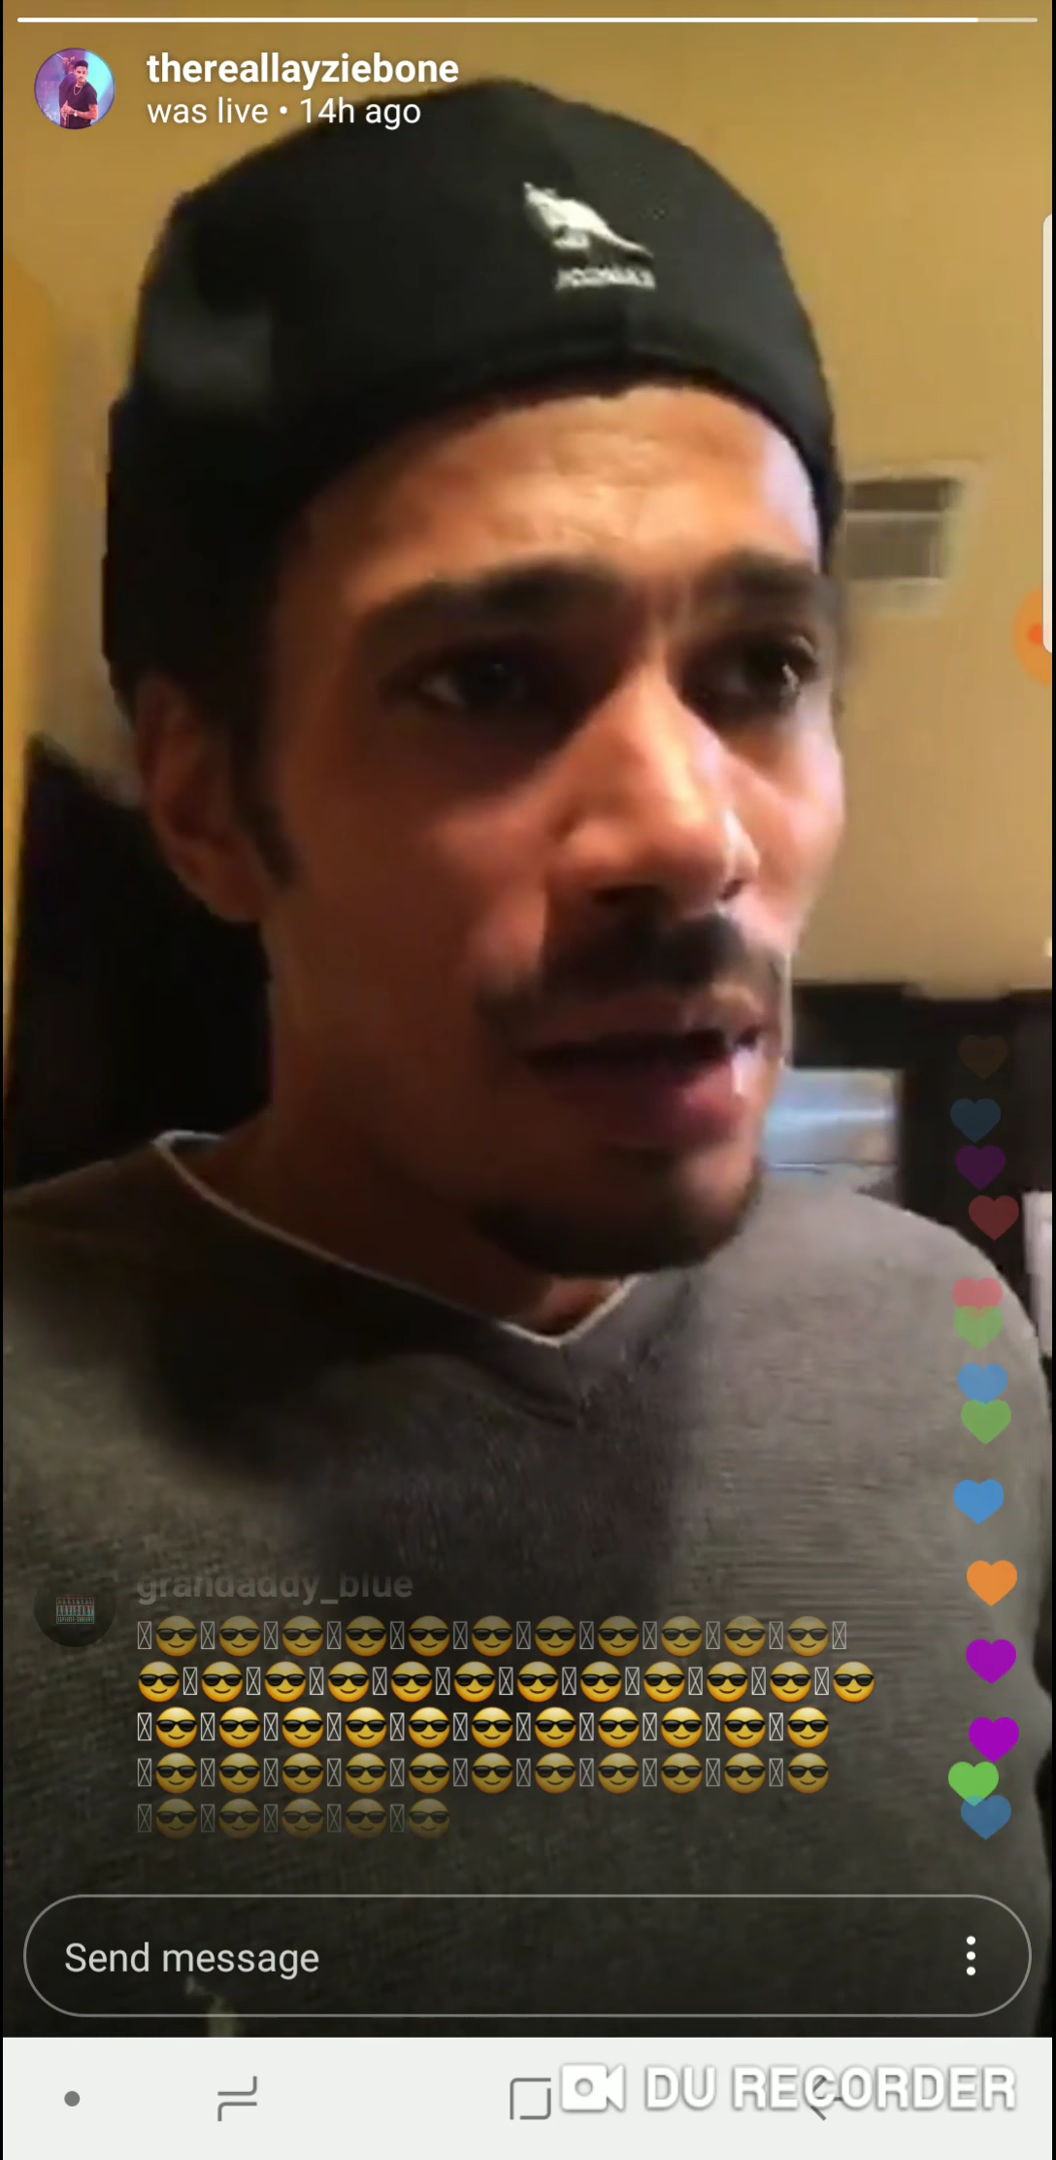 thereallayziebone
was live • 14h ago
grandaddy_blue
😎😎😎😎😎😎😎😎😎😎😎
😎😎😎😎😎😎😎😎😎😎😎😎
😎😎😎😎😎😎😎😎😎😎😎
😎😎😎😎😎😎😎😎😎😎😎
😎😎😎😎😎
Send message
DU RECORDER